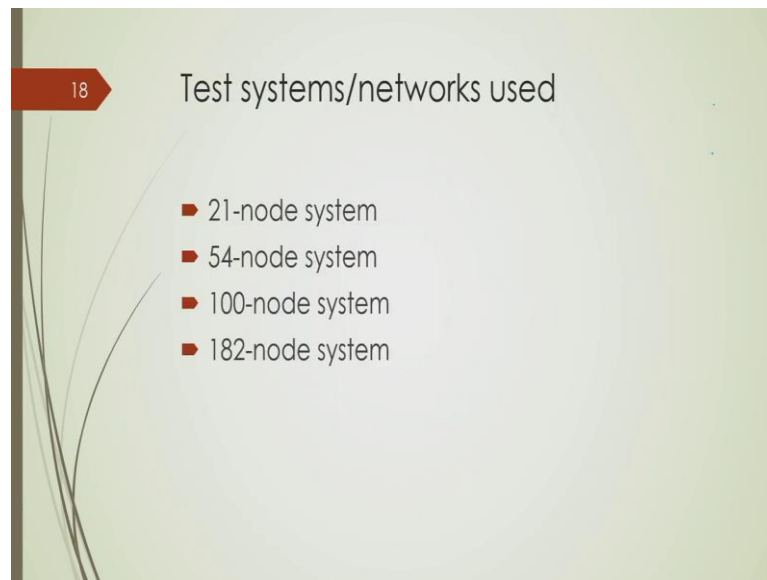 18
Test systems/networks used
21-node system
54-node system
100-node system
182-node system